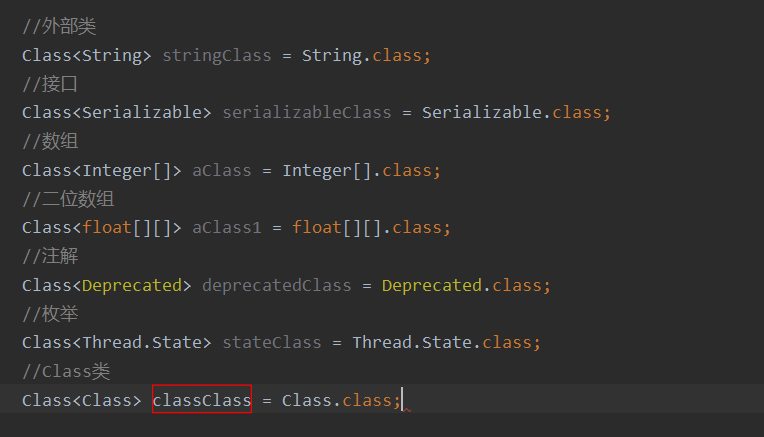 //外部类
Class<String> stringClass = String.class;
//接口
Class<Serializable> serializableClass = Serializable.class;
//数组
Class<Integer[]> aClass = Integer[].class;
//二位数组
Class<float[][]> aClass1 = float[][].class;
//注解
Class<Deprecated> deprecatedClass = Deprecated.class;
//枚举
Class<Thread.State> stateClass = Thread.State.class;
//Class类
Class<Class> classClass = Class.class;